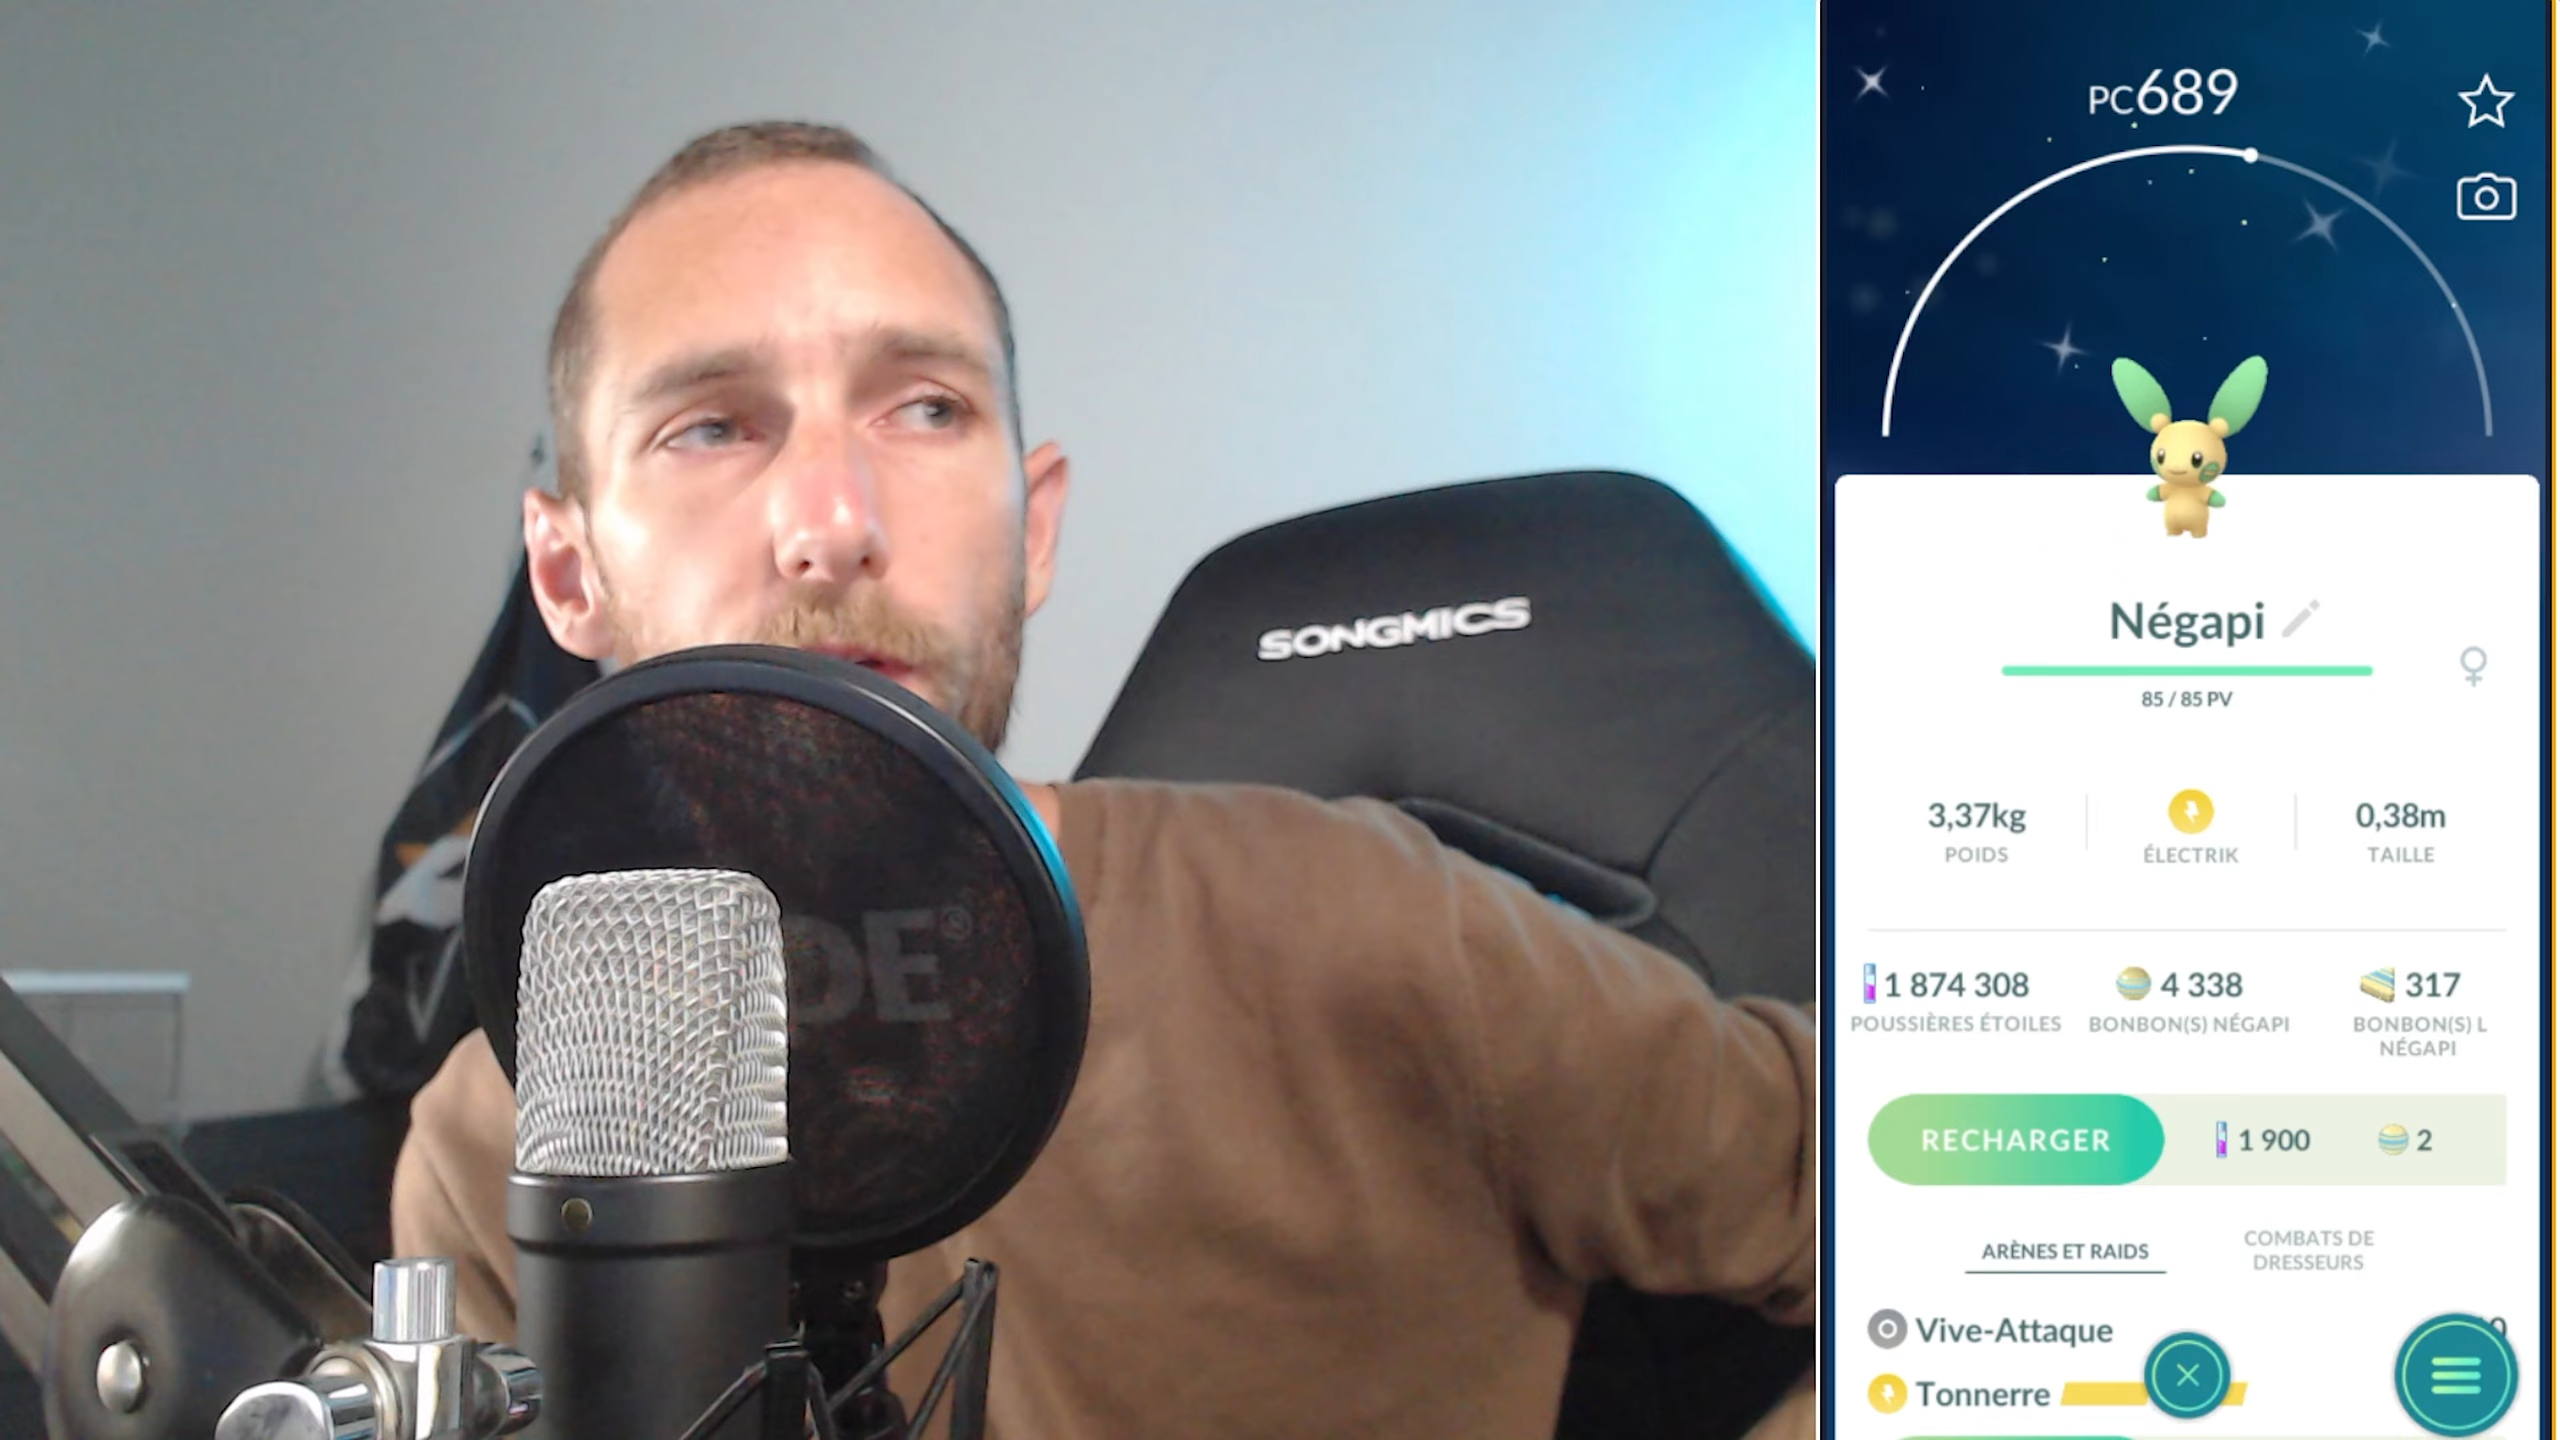 SONGMICS
DE®
PC689
Négapi
85 / 85 PV
3,37kg
POIDS
ÉLECTRIK
0,38m
TAILLE
1 874 308
POUSSIÈRES ÉTOILES
4 338
BONBON(S) NÉGAPI
317
BONBON(S) L
NÉGAPI
RECHARGER
1 900
2
ARÈNES ET RAIDS
COMBATS DE
DRESSEURS
Vive-Attaque
Tonnerre